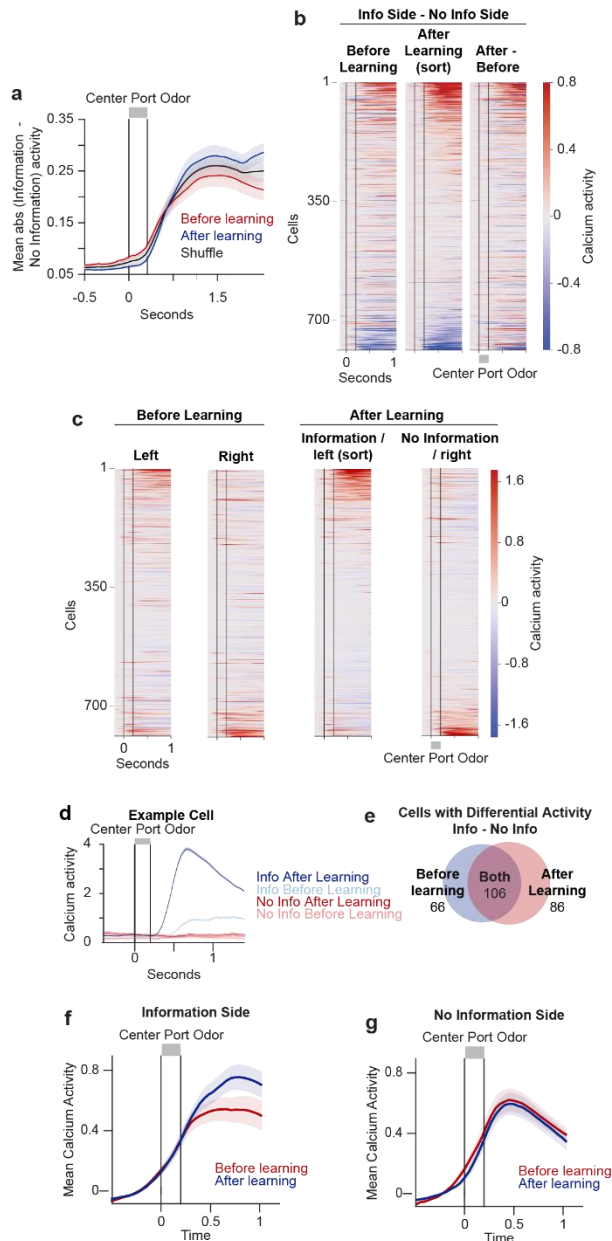 a
Center Port Odor
Mean abs (Information -
No Information) activity
0.35
0.25
0.15
0.05
Before learning
After learning
Shuffle
-0.5
0
1.5
Seconds
b
Info Side - No Info Side
Before
Learning
After
Learning
(sort)
After -
Before
Cells
1
350
700
0
1
Seconds
Center Port Odor
0.8
0.4
0
-0.4
-0.8
Calcium activity
c
Before Learning
After Learning
Left
Right
Information /
left (sort)
No Information
/ right
Cells
1
350
700
0
1
Seconds
Center Port Odor
1.6
0.8
0
-0.8
-1.6
Calcium activity
d
Example Cell
Center Port Odor
Calcium activity
4
2
0
Info After Learning
Info Before Learning
No Info After Learning
No Info Before Learning
0
1
Seconds
e
Cells with Differential Activity
Info - No Info
Before
learning
66
Both
106
After
Learning
86
f
Information Side
Center Port Odor
Mean Calcium Activity
0.8
0.4
0
Before learning
After learning
0
0.5
1
Time
g
No Information Side
Center Port Odor
Mean Calcium Activity
0.8
0.4
0
Before learning
After learning
0
0.5
1
Time